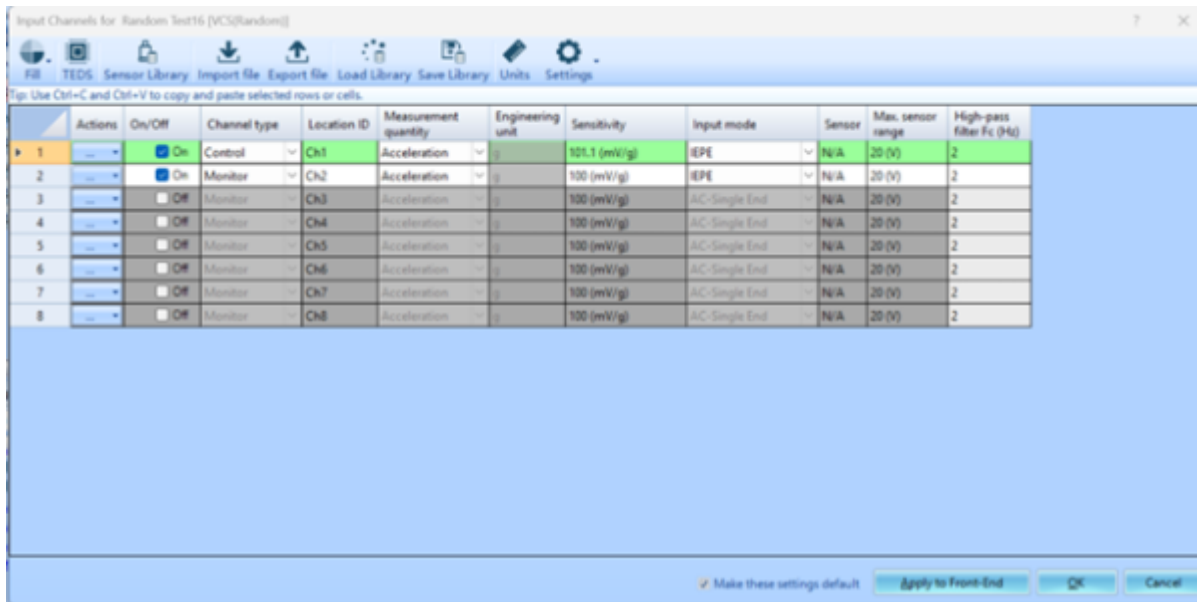 Input Channels for Random Test16 [VCS(Random)]
?
Fill TEDS Sensor Library Import file Export file Load Library Save Library Units Settings
Tip: Use Ctrl+C and Ctrl+V to copy and paste selected rows or cells.
Actions On/Off Channel type Location ID Measurement quantity Engineering unit Sensitivity Input mode Sensor Max. sensor range High-pass filter Fc (Hz)
1 ... On Control Ch1 Acceleration g 101.1 (mV/g) IEPE N/A 20 (V) 2
2 ... On Monitor Ch2 Acceleration g 100 (mV/g) IEPE N/A 20 (V) 2
3 ... Off Monitor Ch3 Acceleration g 100 (mV/g) AC-Single End N/A 20 (V) 2
4 ... Off Monitor Ch4 Acceleration g 100 (mV/g) AC-Single End N/A 20 (V) 2
5 ... Off Monitor Ch5 Acceleration g 100 (mV/g) AC-Single End N/A 20 (V) 2
6 ... Off Monitor Ch6 Acceleration g 100 (mV/g) AC-Single End N/A 20 (V) 2
7 ... Off Monitor Ch7 Acceleration g 100 (mV/g) AC-Single End N/A 20 (V) 2
8 ... Off Monitor Ch8 Acceleration g 100 (mV/g) AC-Single End N/A 20 (V) 2
Make these settings default Apply to Front-End OK Cancel